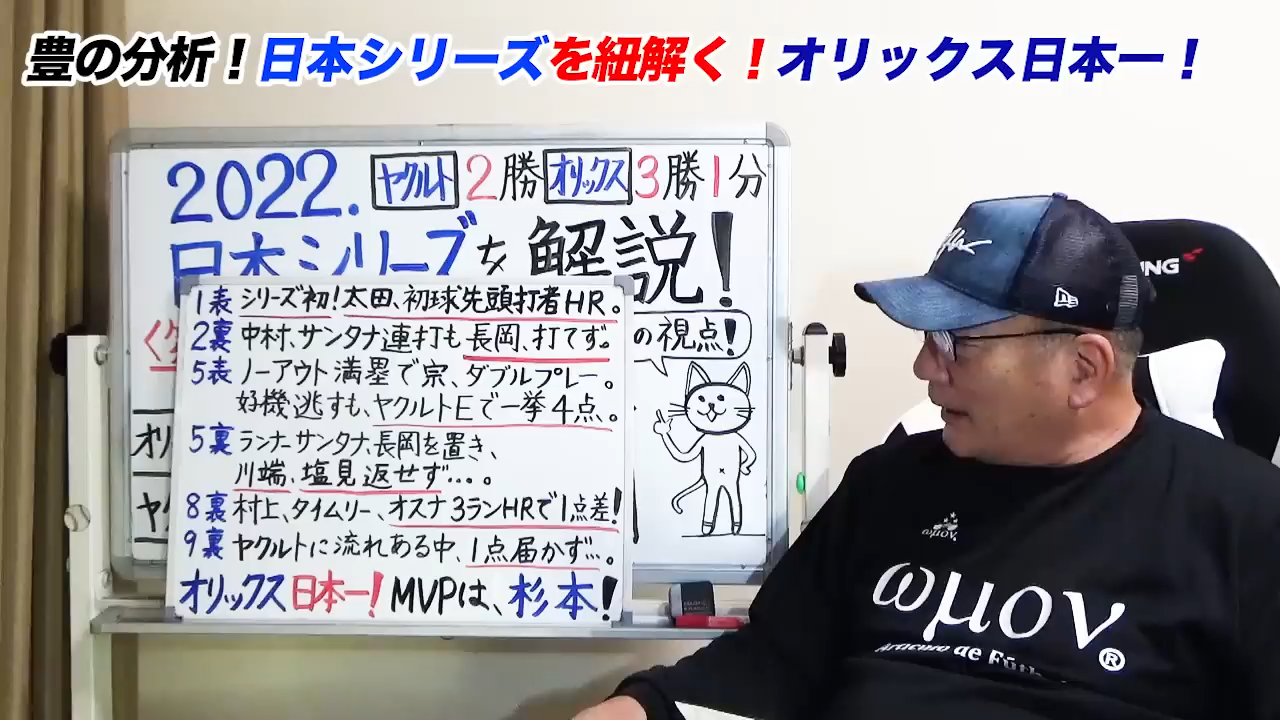 豊の分析！日本シリーズを紐解く！オリックス日本一！
2022. ヤクルト 2勝 オリックス 3勝1分
日本シリーズを解説！
の視点！
1表 シリーズ初！太田、初球先頭打者HR。
2裏 中村、サンタナ連打も長岡、打てず。
5表 ノーアウト満塁で宗、ダブルプレー。
好機逃すも、ヤクルトEで一挙4点。
5裏 ランナーサンタナ、長岡を置き、
川端、塩見返せず…。
8裏 村上、タイムリー、オスナ3ランHRで1点差！
9裏 ヤクルトに流れある中、1点届かず…。
オリックス日本一！MVPは、杉本！
オリ
ヤク
ωμον
ωμον®